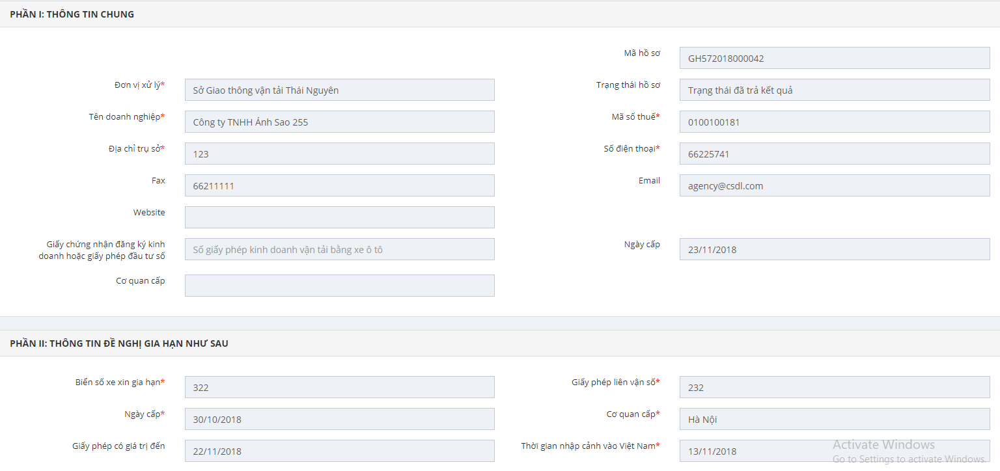 PHẦN I: THÔNG TIN CHUNG
Mã hồ sơ GH572018000042
Đơn vị xử lý* Sở Giao thông vận tải Thái Nguyên Trạng thái hồ sơ Trạng thái đã trả kết quả
Tên doanh nghiệp* Công ty TNHH Ánh Sao 255 Mã số thuế* 0100100181
Địa chỉ trụ sở* 123 Số điện thoại* 66225741
Fax 66211111 Email agency@csdl.com
Website
Giấy chứng nhận đăng ký kinh
doanh hoặc giấy phép đầu tư số Số giấy phép kinh doanh vận tải bằng xe ô tô Ngày cấp 23/11/2018
Cơ quan cấp
PHẦN II: THÔNG TIN ĐỀ NGHỊ GIA HẠN NHƯ SAU
Biển số xe xin gia hạn* 322 Giấy phép liên vận số* 232
Ngày cấp* 30/10/2018 Cơ quan cấp* Hà Nội
Giấy phép có giá trị đến 22/11/2018 Thời gian nhập cảnh vào Việt Nam* 13/11/2018
Activate Windows
Go to Settings to activate Windows.